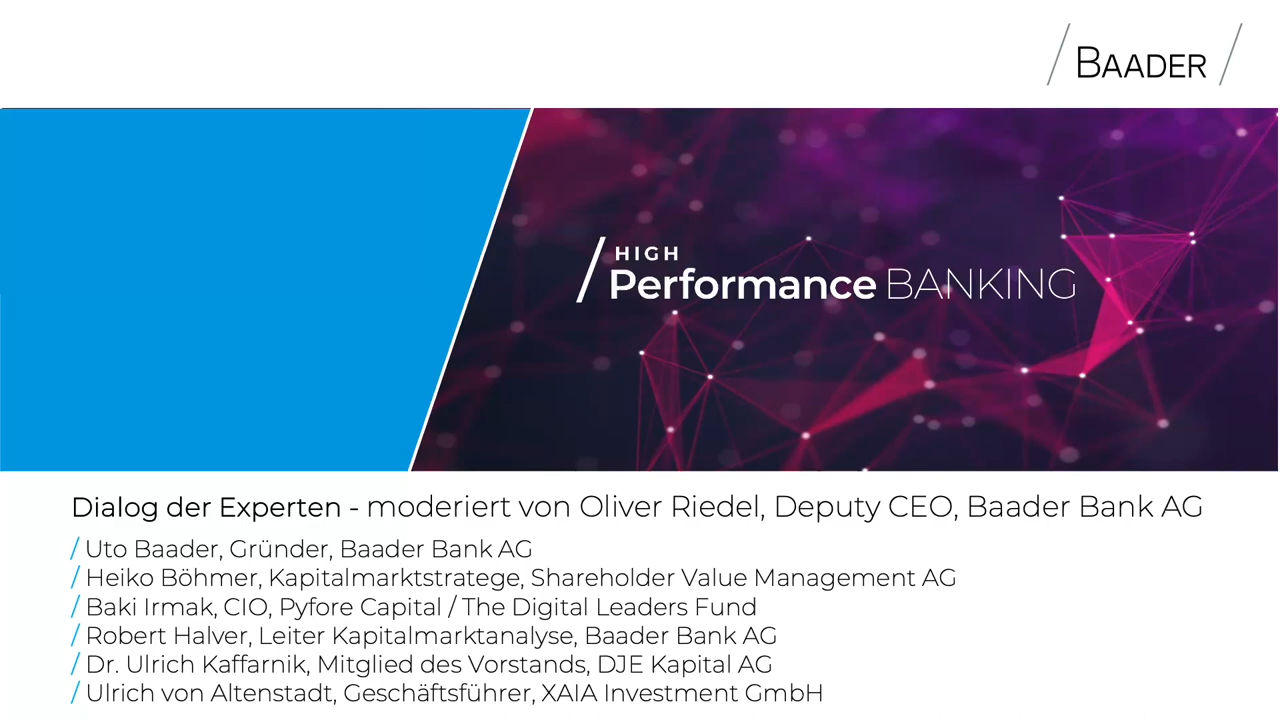 / BAADER /
/ HIGH
Performance BANKING
Dialog der Experten - moderiert von Oliver Riedel, Deputy CEO, Baader Bank AG
/ Uto Baader, Gründer, Baader Bank AG
/ Heiko Böhmer, Kapitalmarktstratege, Shareholder Value Management AG
/ Baki Irmak, CIO, Pyfore Capital / The Digital Leaders Fund
/ Robert Halver, Leiter Kapitalmarktanalyse, Baader Bank AG
/ Dr. Ulrich Kaffarnik, Mitglied des Vorstands, DJE Kapital AG
/ Ulrich von Altenstadt, Geschäftsführer, XAIA Investment GmbH